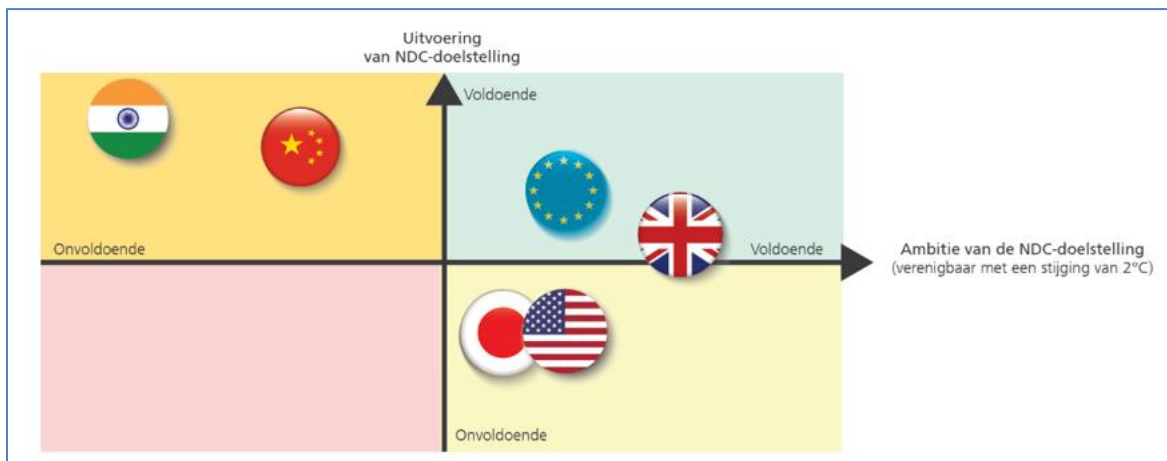 Uitvoering
van NDC-doelstelling
Voldoende
Onvoldoende
Voldoende
Ambitie van de NDC-doelstelling
(verenigbaar met een stijging van 2°C)
Onvoldoende